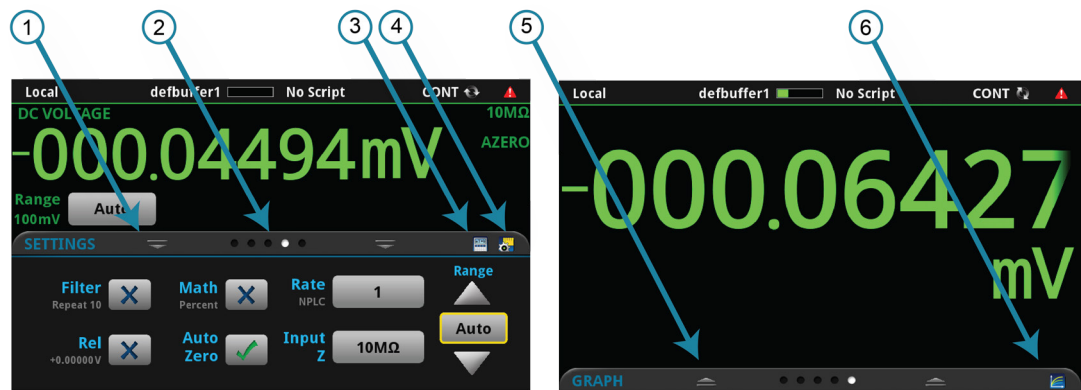 1 2 3 4 5 6
Local defbuffer1 No Script CONT
DC VOLTAGE 10MΩ
-000.04494mV AZERO
Range
100mV Auto
SETTINGS
Filter
Repeat 10
Math
Percent
Rate
NPLC
1
Range
Rel
+0.00000V
Auto
Zero
Input
Z
10MΩ
Auto
Local defbuffer1 No Script CONT
-000.06427
mV
GRAPH